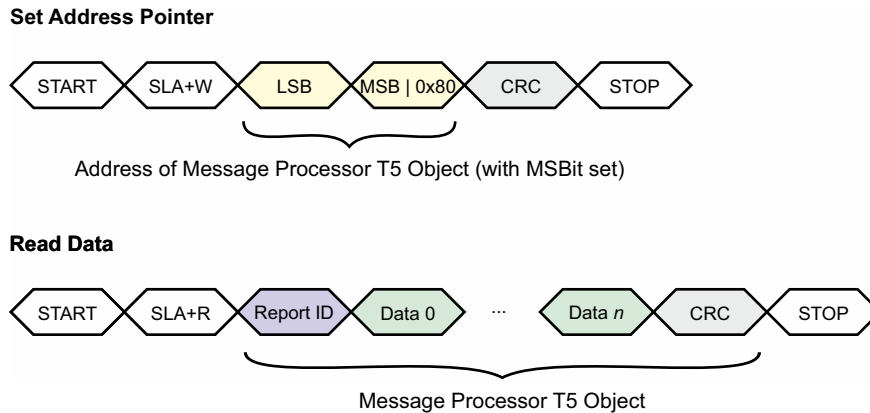 Set Address Pointer
START SLA+W LSB MSB | 0x80 CRC STOP
Address of Message Processor T5 Object (with MSBit set)
Read Data
START SLA+R Report ID Data 0 ... Data n CRC STOP
Message Processor T5 Object